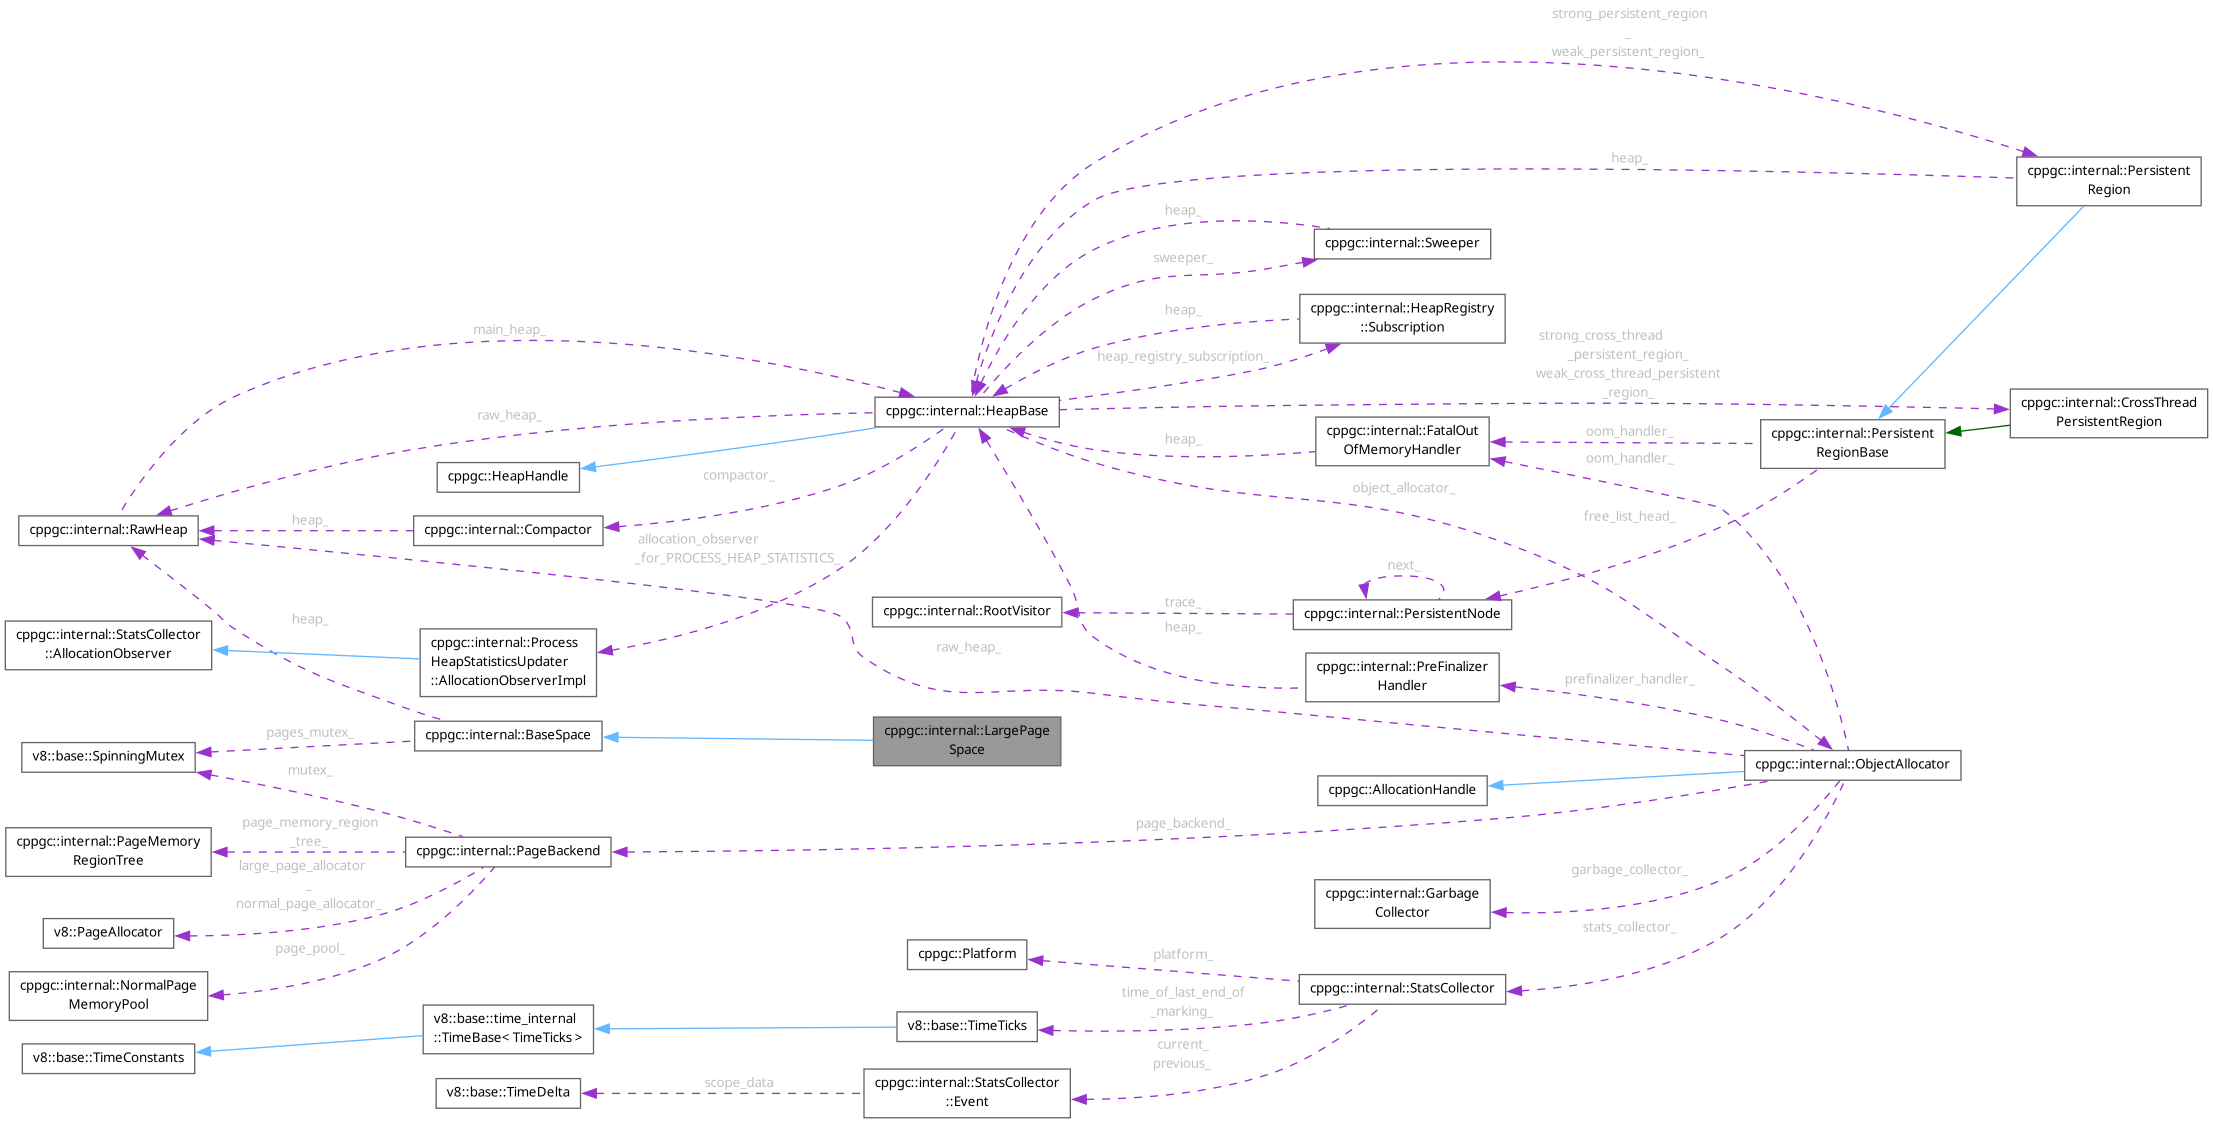 strong_persistent_region
_
weak_persistent_region_
heap_
cppgc::internal::Persistent
Region
heap_
cppgc::internal::Sweeper
sweeper_
heap_
cppgc::internal::HeapRegistry
::Subscription
main_heap_
strong_cross_thread
_persistent_region_
weak_cross_thread_persistent
_region_
heap_registry_subscription_
cppgc::internal::HeapBase
cppgc::internal::CrossThread
PersistentRegion
raw_heap_
heap_
cppgc::internal::FatalOut
OfMemoryHandler
oom_handler_
oom_handler_
cppgc::internal::Persistent
RegionBase
cppgc::HeapHandle
compactor_
object_allocator_
free_list_head_
cppgc::internal::RawHeap
heap_
cppgc::internal::Compactor
allocation_observer
_for_PROCESS_HEAP_STATISTICS_
next_
cppgc::internal::RootVisitor
trace_
cppgc::internal::PersistentNode
heap_
heap_
cppgc::internal::StatsCollector
::AllocationObserver
cppgc::internal::Process
HeapStatisticsUpdater
::AllocationObserverImpl
raw_heap_
cppgc::internal::PreFinalizer
Handler
prefinalizer_handler_
pages_mutex_
cppgc::internal::BaseSpace
cppgc::internal::LargePage
Space
v8::base::SpinningMutex
mutex_
cppgc::internal::ObjectAllocator
cppgc::AllocationHandle
page_backend_
page_memory_region
_tree_
cppgc::internal::PageMemory
RegionTree
cppgc::internal::PageBackend
large_page_allocator
_
normal_page_allocator_
garbage_collector_
cppgc::internal::Garbage
Collector
v8::PageAllocator
page_pool_
stats_collector_
cppgc::Platform
platform_
cppgc::internal::NormalPage
MemoryPool
cppgc::internal::StatsCollector
time_of_last_end_of
_marking_
v8::base::time_internal
::TimeBase< TimeTicks >
v8::base::TimeTicks
v8::base::TimeConstants
current_
previous_
v8::base::TimeDelta
scope_data
cppgc::internal::StatsCollector
::Event